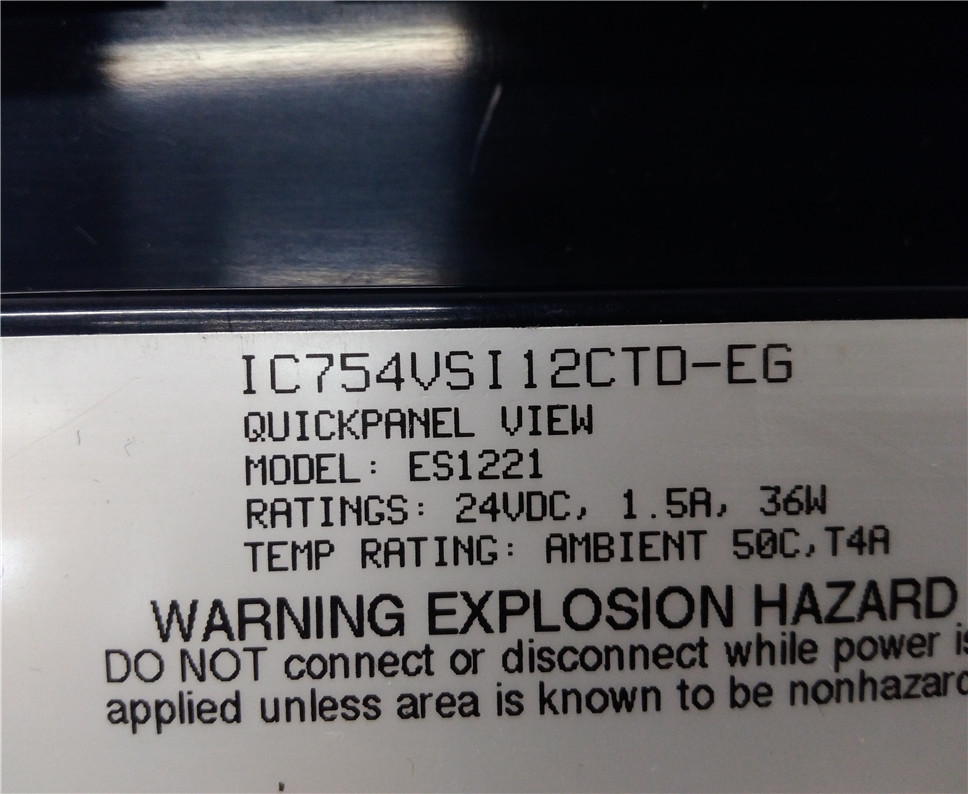 IC754VSI12CTD-EG
QUICKPANEL VIEW
MODEL: ES1221
RATINGS: 24VDC, 1.5A, 36W
TEMP RATING: AMBIENT 50C,T4A
WARNING EXPLOSION HAZARD
DO NOT connect or disconnect while power
applied unless area is known to be